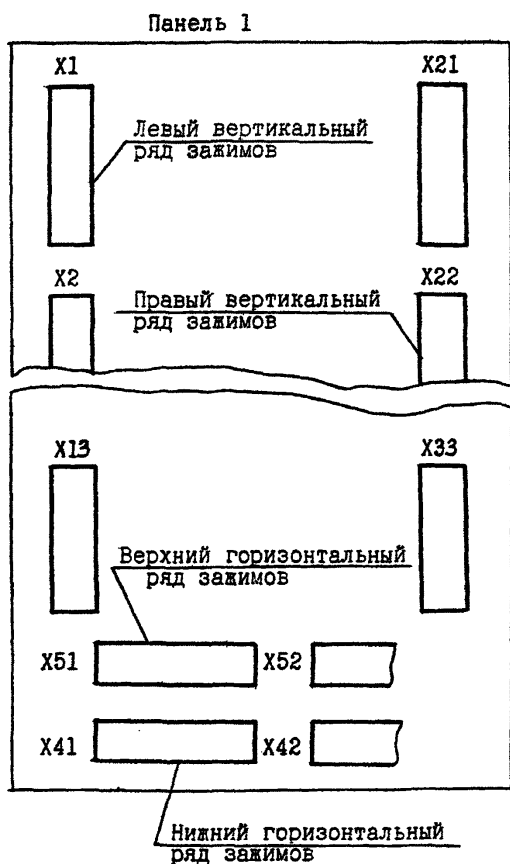 Панель 1
X1
X21
Левый вертикальный
ряд зажимов
X2
X22
Правый вертикальный
ряд зажимов
X13
X33
Верхний горизонтальный
ряд зажимов
X51
X52
X41
X42
Нижний горизонтальный
ряд зажимов